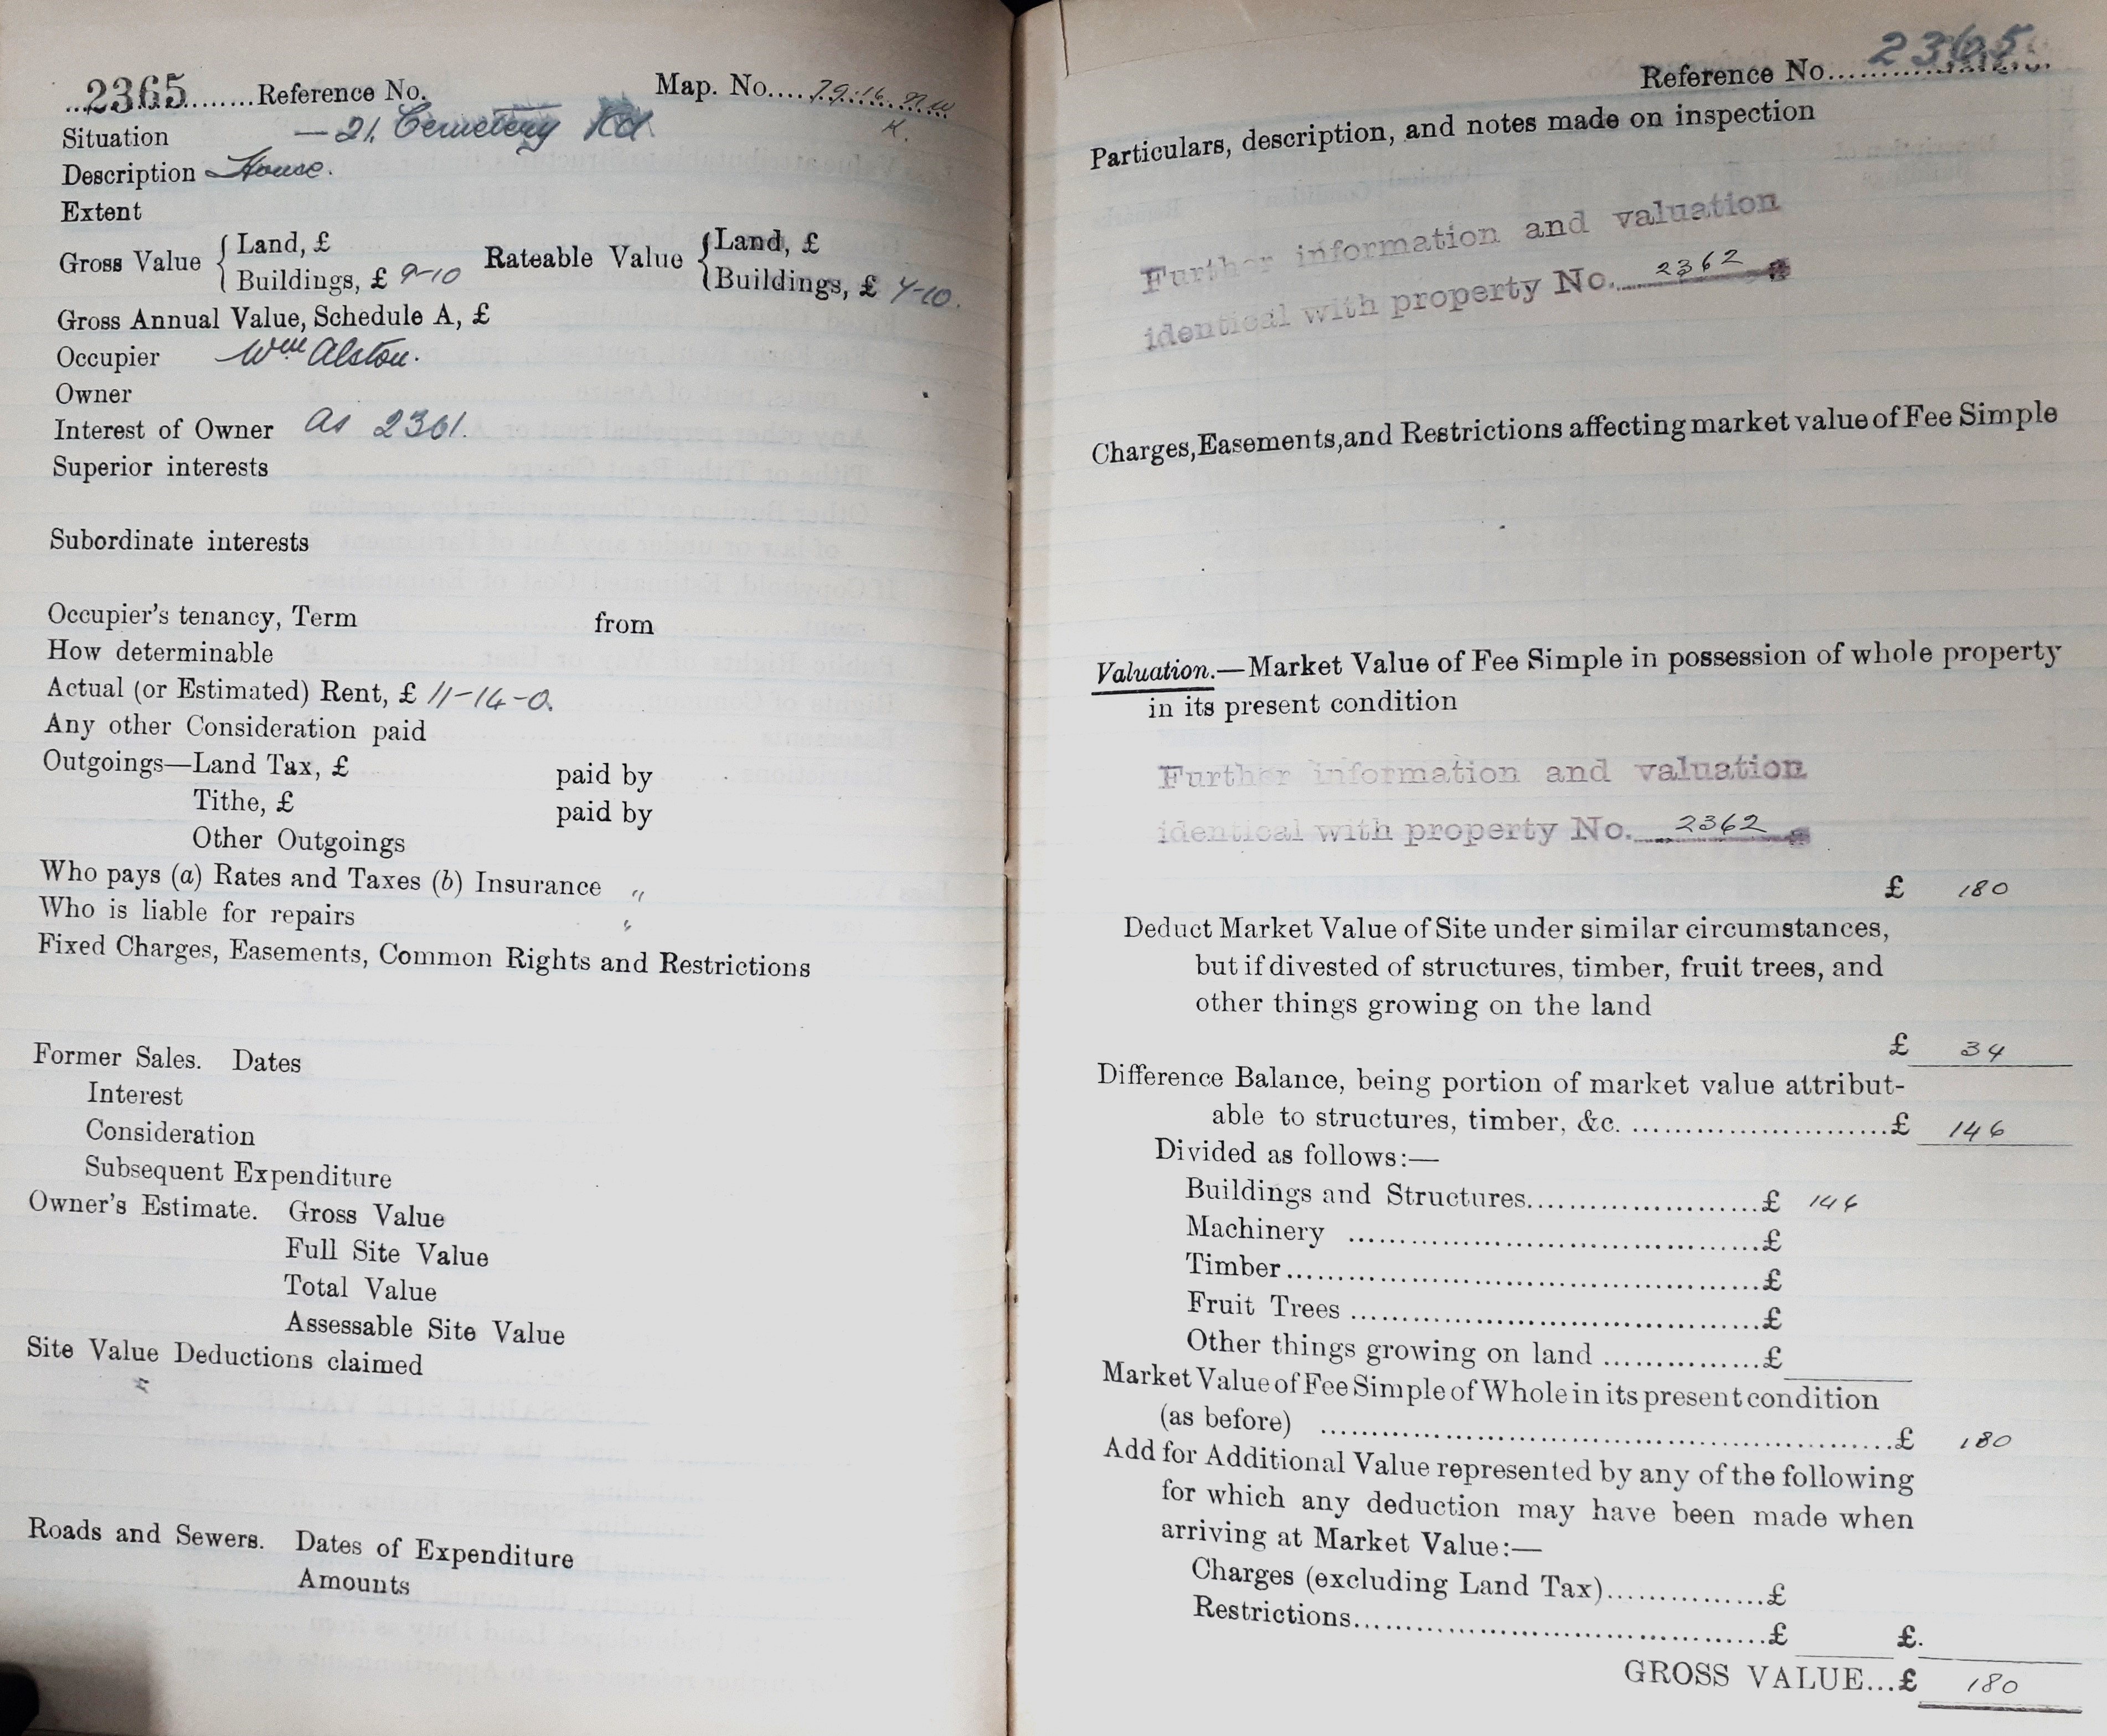 2365 Reference No. Map. No. 79.16. NW
Situation — 21, Cemetery Rd
Description House.
Extent
Gross Value { Land, £ Rateable Value { Land, £
Buildings, £ 9-10 Buildings, £ 7-10.
Gross Annual Value, Schedule A, £
Occupier Wm Alston.
Owner
Interest of Owner as 2361.
Superior interests
Subordinate interests
Occupier's tenancy, Term from
How determinable
Actual (or Estimated) Rent, £ 11-14-0.
Any other Consideration paid
Outgoings—Land Tax, £ paid by
Tithe, £ paid by
Other Outgoings
Who pays (a) Rates and Taxes (b) Insurance "
Who is liable for repairs "
Fixed Charges, Easements, Common Rights and Restrictions
Former Sales. Dates
Interest
Consideration
Subsequent Expenditure
Owner's Estimate. Gross Value
Full Site Value
Total Value
Assessable Site Value
Site Value Deductions claimed
Roads and Sewers. Dates of Expenditure
Amounts
Reference No. 2365
Particulars, description, and notes made on inspection
Further information and valuation
identical with property No. 2362
Charges, Easements, and Restrictions affecting market value of Fee Simple
Valuation.—Market Value of Fee Simple in possession of whole property
in its present condition
Further information and valuation
identical with property No. 2362
£ 180
Deduct Market Value of Site under similar circumstances,
but if divested of structures, timber, fruit trees, and
other things growing on the land
£ 34
Difference Balance, being portion of market value attribut-
able to structures, timber, &c. £ 146
Divided as follows:—
Buildings and Structures £ 146
Machinery £
Timber £
Fruit Trees £
Other things growing on land £
Market Value of Fee Simple of Whole in its present condition
(as before) £ 180
Add for Additional Value represented by any of the following
for which any deduction may have been made when
arriving at Market Value:—
Charges (excluding Land Tax) £
Restrictions £ £.
GROSS VALUE...£ 180